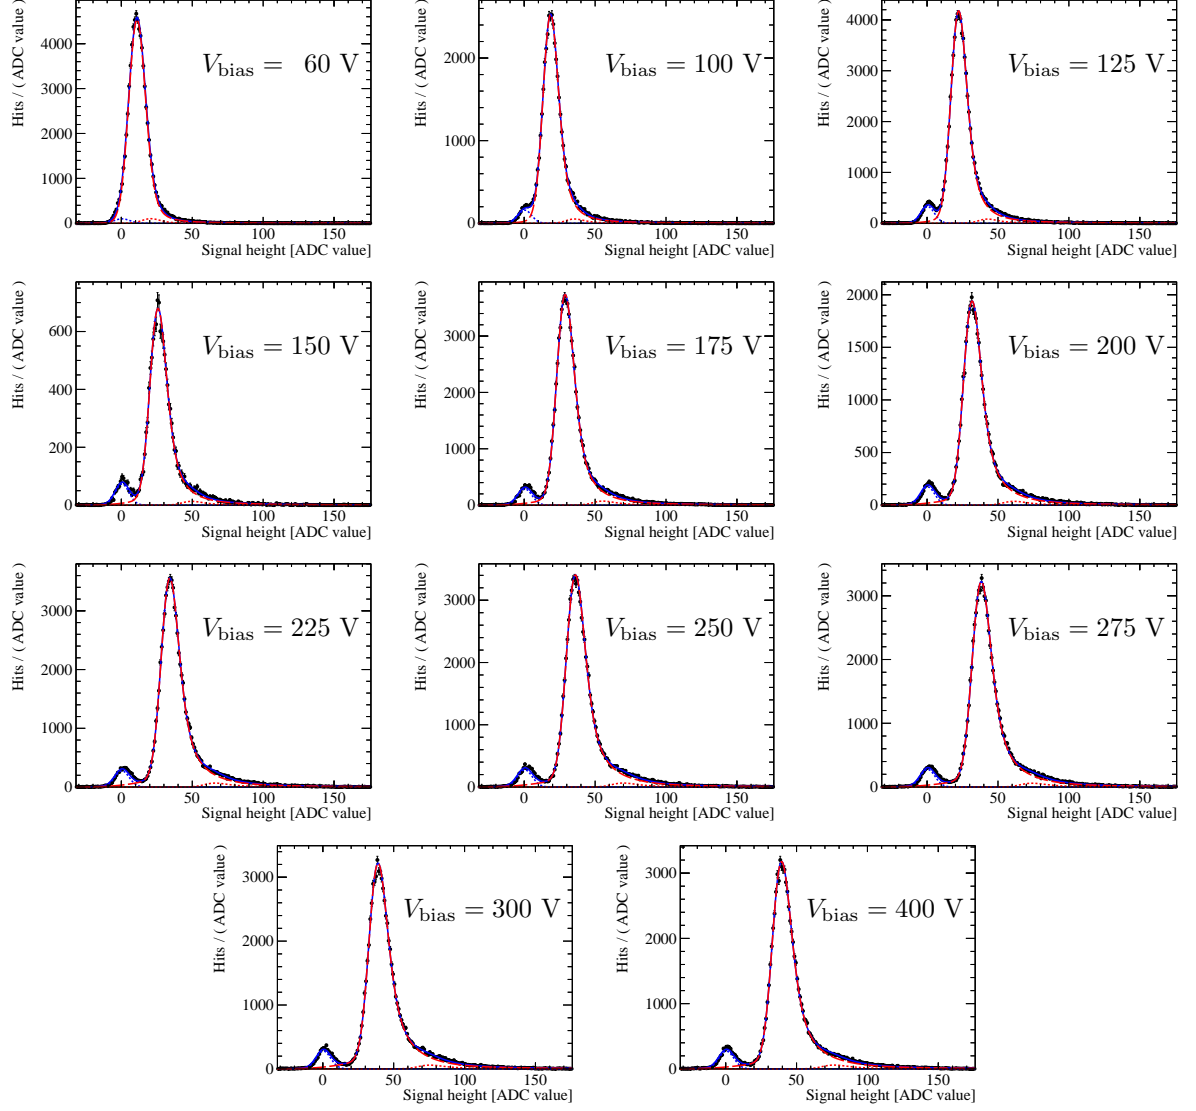 Hits / ( ADC value )
4000
3000
2000
1000
0
V_bias = 60 V
0 50 100 150
Signal height [ADC value]
Hits / ( ADC value )
2000
1000
0
V_bias = 100 V
0 50 100 150
Signal height [ADC value]
Hits / ( ADC value )
4000
3000
2000
1000
0
V_bias = 125 V
0 50 100 150
Signal height [ADC value]
Hits / ( ADC value )
600
400
200
0
V_bias = 150 V
0 50 100 150
Signal height [ADC value]
Hits / ( ADC value )
3000
2000
1000
0
V_bias = 175 V
0 50 100 150
Signal height [ADC value]
Hits / ( ADC value )
2000
1500
1000
500
0
V_bias = 200 V
0 50 100 150
Signal height [ADC value]
Hits / ( ADC value )
3000
2000
1000
0
V_bias = 225 V
0 50 100 150
Signal height [ADC value]
Hits / ( ADC value )
3000
2000
1000
0
V_bias = 250 V
0 50 100 150
Signal height [ADC value]
Hits / ( ADC value )
3000
2000
1000
0
V_bias = 275 V
0 50 100 150
Signal height [ADC value]
Hits / ( ADC value )
3000
2000
1000
0
V_bias = 300 V
0 50 100 150
Signal height [ADC value]
Hits / ( ADC value )
3000
2000
1000
0
V_bias = 400 V
0 50 100 150
Signal height [ADC value]